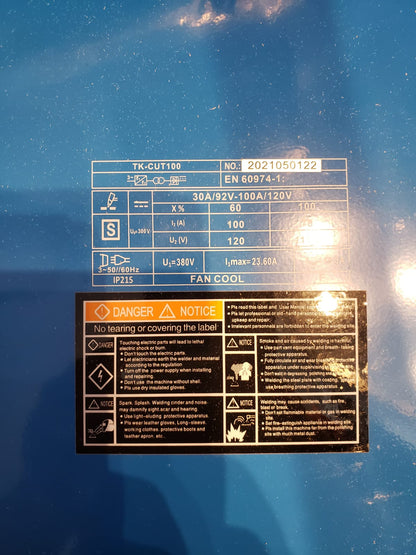 TK-CUT100 NO.: 2021050122
EN 60974-1:
30A/92V-100A/120V
X % 60 100
S U₀=300V I₂ (A) 100
U₂ (V) 120
U₁=380V I₁max=23.60A
3~50//60Hz
IP21S FAN COOL
DANGER NOTICE
No tearing or covering the label
Pls read this label and Use Manual
Pls let professional or old-hand personnel
upkeep and repair.
Irrelevant personnels are forbidden to enter the welding
DANGER
Touching electric parts will lead to lethal
electric shock or burn.
Don't touch the electric parts.
Let electricians earth the welder and material
according to the regulation
Turn off the power supply when installing
and repairing.
Don't use the machine without shell.
Pls use dry insulated gloves.
NOTICE
Smoke and air caused by welding is harmful.
Use pair vent equipment and breath-taking
protective apparatus.
Fully circulate air and wear protective
apparatus under supervising
Don't weld in degreasing, polishing
Welding the steel plate with coating,
use breath-taking protective apparatus.
NOTICE
Spark. Splash. Welding cinder and noise
may damnify sight acar and hearing.
Use light-eluding protective apparatus.
Pls wear leather gloves, Long-sleeve,
working clothes, protective boots and
leather apron, etc..
NOTICE
Welding may cause accidents, such as fire,
blast or break.
Don't set flammable material or gas in welding
site.
Set fire-extinguish appliance in welding site.
Pls install this machine far from the polishing
site with much metal dust.